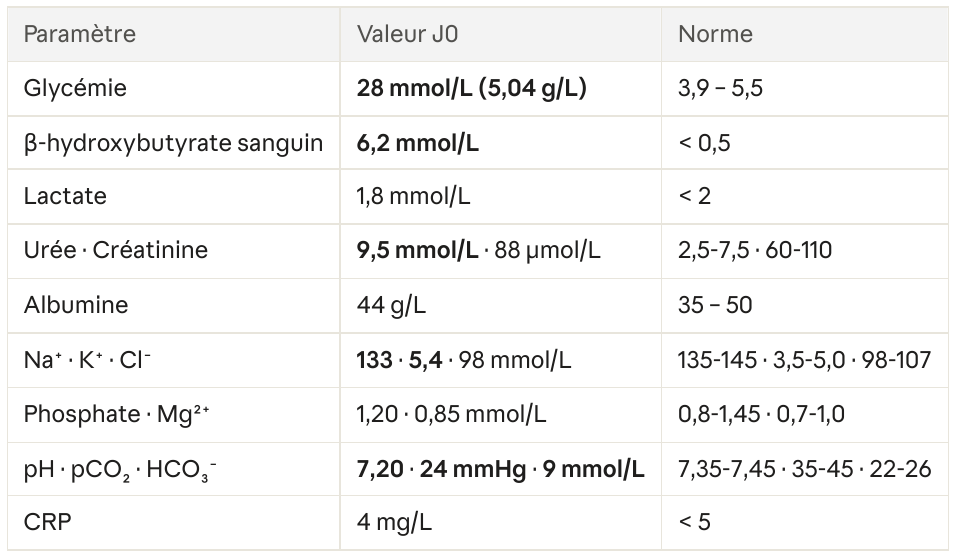 Paramètre Valeur J0 Norme
Glycémie 28 mmol/L (5,04 g/L) 3,9 – 5,5
β-hydroxybutyrate sanguin 6,2 mmol/L < 0,5
Lactate 1,8 mmol/L < 2
Urée · Créatinine 9,5 mmol/L · 88 µmol/L 2,5-7,5 · 60-110
Albumine 44 g/L 35 – 50
Na⁺ · K⁺ · Cl⁻ 133 · 5,4 · 98 mmol/L 135-145 · 3,5-5,0 · 98-107
Phosphate · Mg²⁺ 1,20 · 0,85 mmol/L 0,8-1,45 · 0,7-1,0
pH · pCO₂ · HCO₃⁻ 7,20 · 24 mmHg · 9 mmol/L 7,35-7,45 · 35-45 · 22-26
CRP 4 mg/L < 5